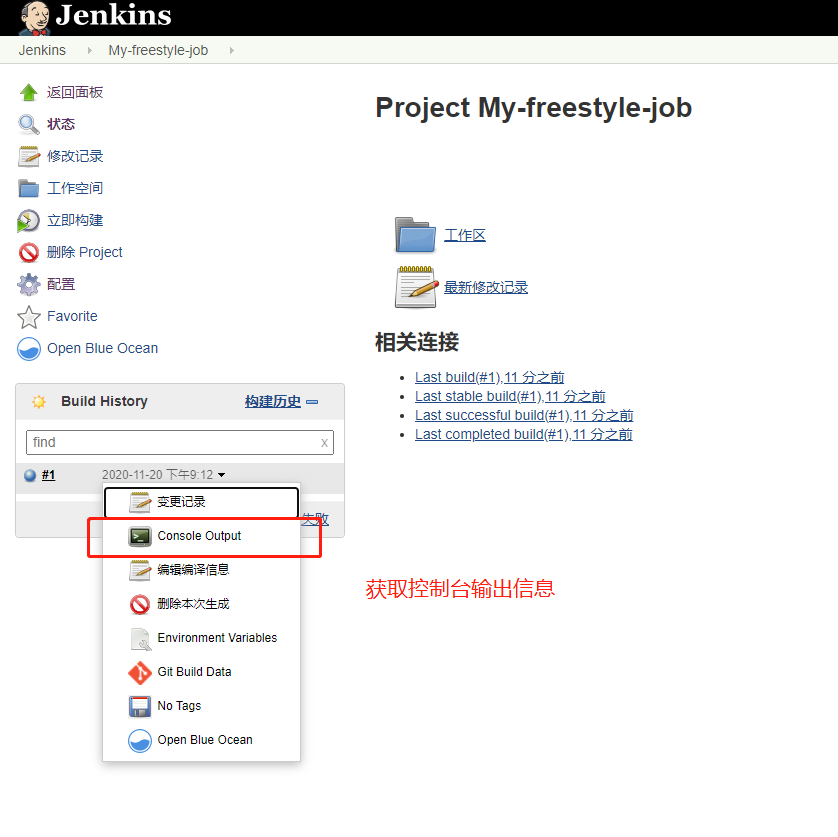 Jenkins
Jenkins
My-freestyle-job
返回面板
状态
修改记录
工作空间
立即构建
删除 Project
配置
Favorite
Open Blue Ocean
Project My-freestyle-job
工作区
最新修改记录
相关连接
Last build(#1),11 分之前
Last stable build(#1),11 分之前
Last successful build(#1),11 分之前
Last completed build(#1),11 分之前
Build History
构建历史
find
x
#1
2020-11-20 下午9:12
失败
变更记录
Console Output
编辑编译信息
删除本次生成
Environment Variables
Git Build Data
No Tags
Open Blue Ocean
获取控制台输出信息